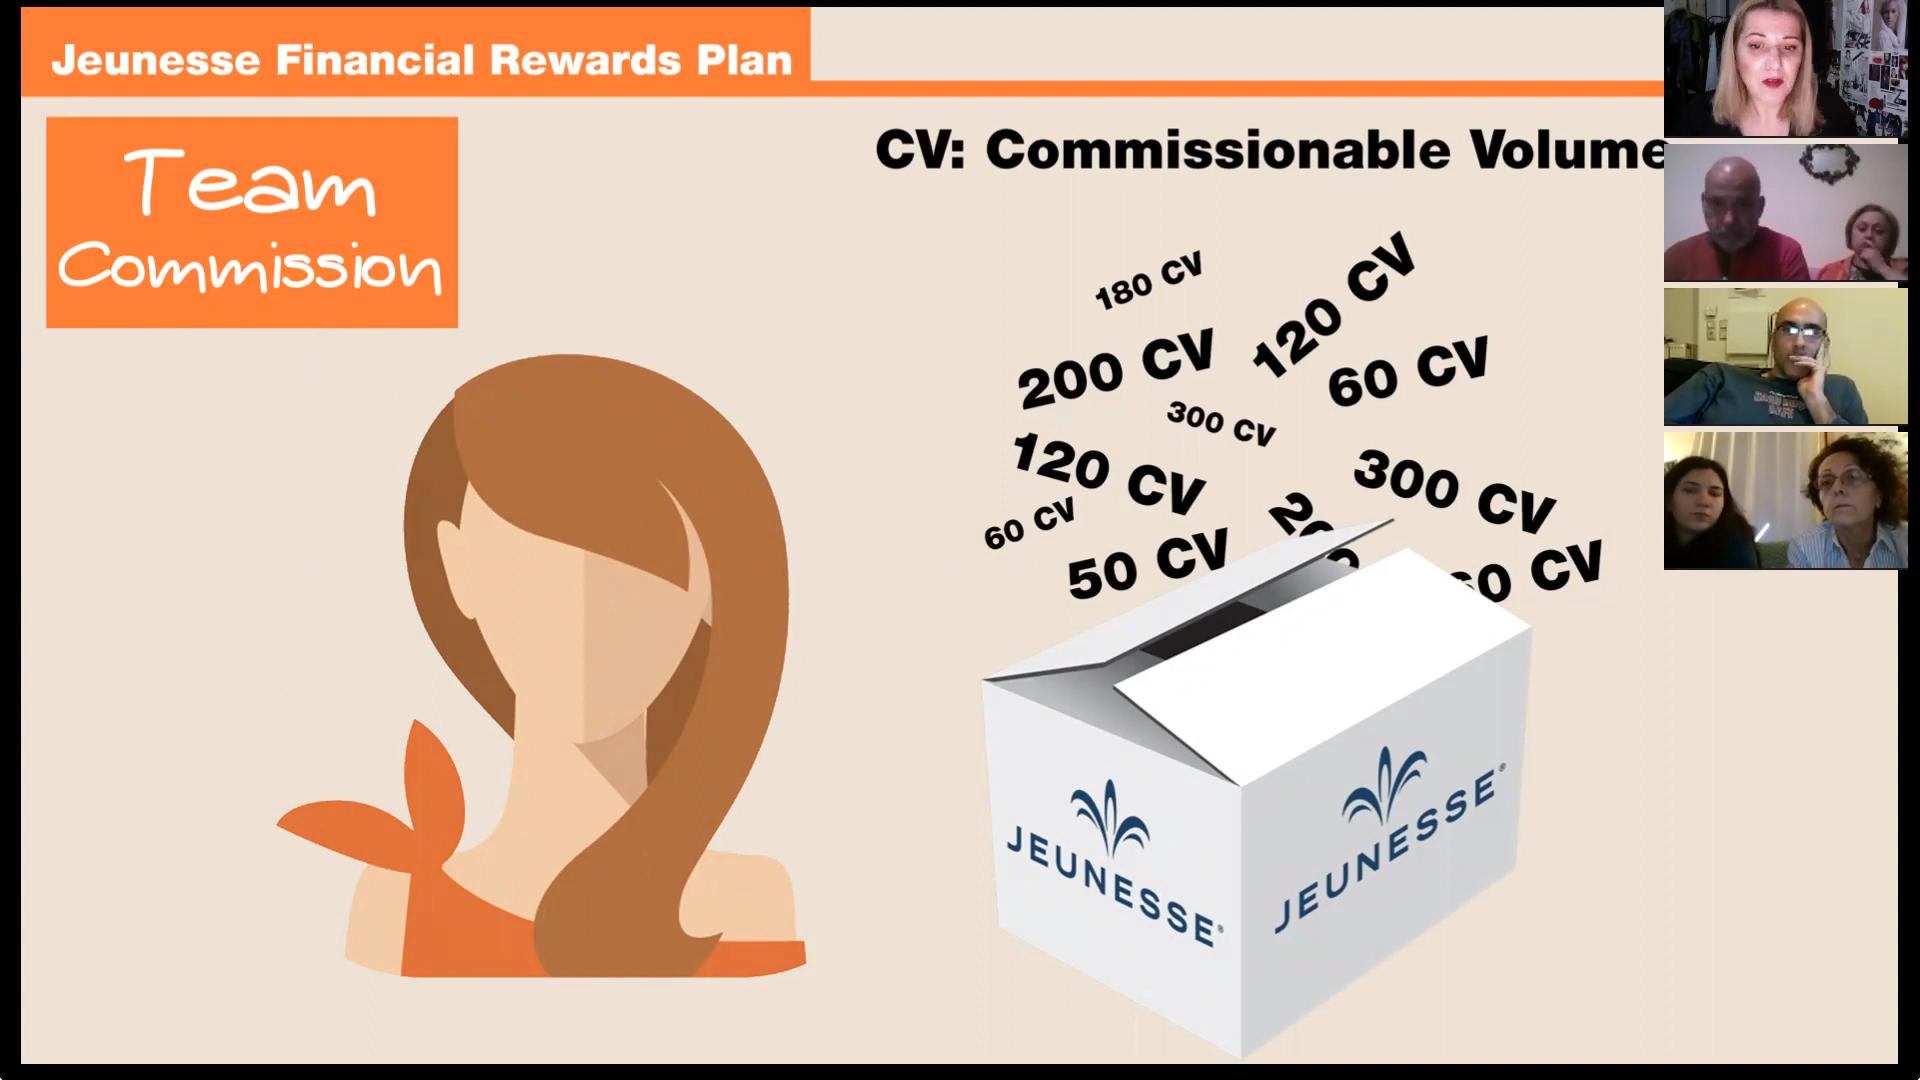 Jeunesse Financial Rewards Plan
Team
Commission
CV: Commissionable Volume
180 CV
120 CV
200 CV
60 CV
300 CV
120 CV
300 CV
60 CV
50 CV
CV
JEUNESSE®
JEUNESSE®